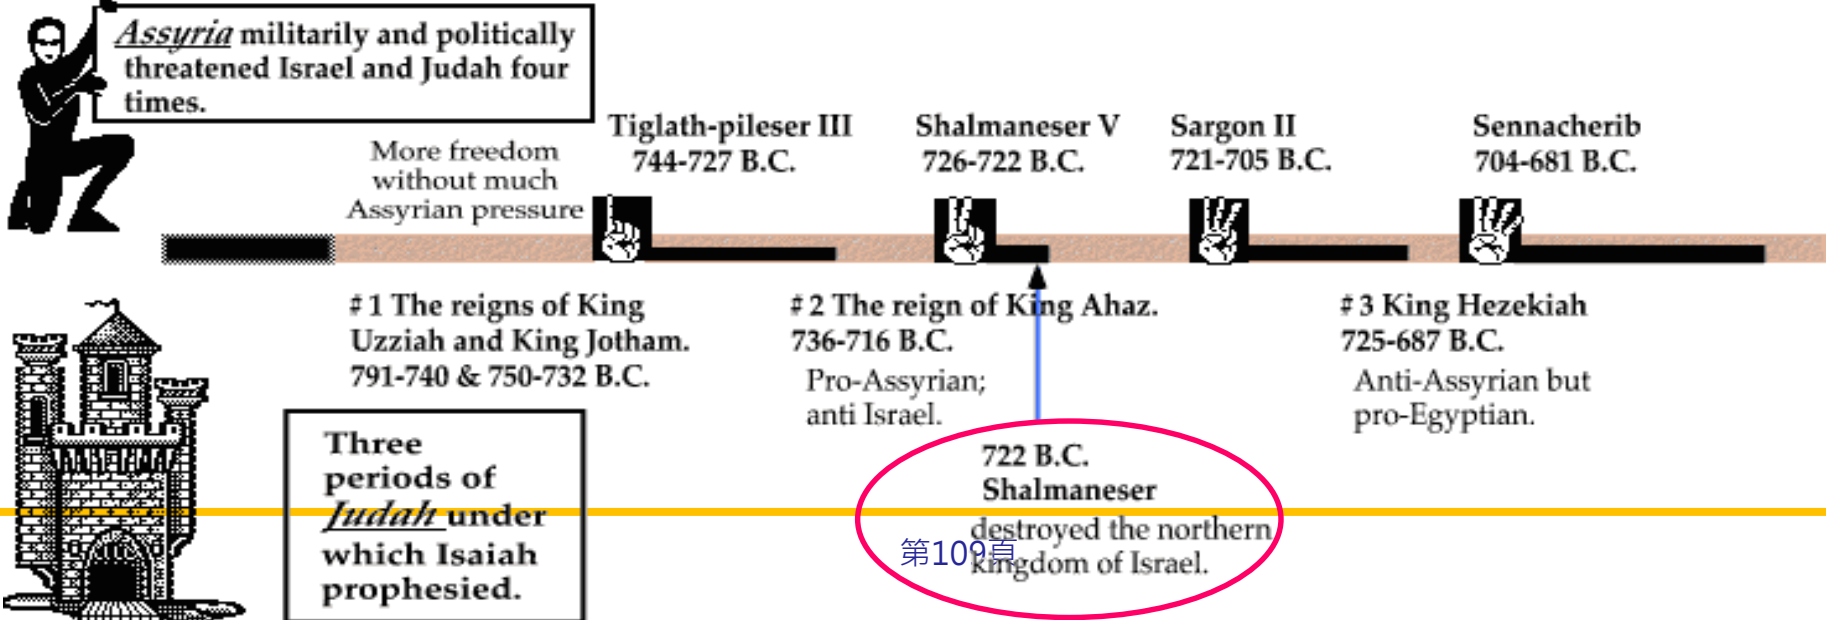 Assyria militarily and politically
threatened Israel and Judah four
times.
More freedom
without much
Assyrian pressure
Tiglath-pileser III
744-727 B.C.
Shalmaneser V
726-722 B.C.
Sargon II
721-705 B.C.
Sennacherib
704-681 B.C.
# 1 The reigns of King
Uzziah and King Jotham.
791-740 & 750-732 B.C.
# 2 The reign of King Ahaz.
736-716 B.C.
Pro-Assyrian;
anti Israel.
# 3 King Hezekiah
725-687 B.C.
Anti-Assyrian but
pro-Egyptian.
Three
periods of
Judah under
which Isaiah
prophesied.
722 B.C.
Shalmaneser
destroyed the northern
kingdom of Israel.
第109頁